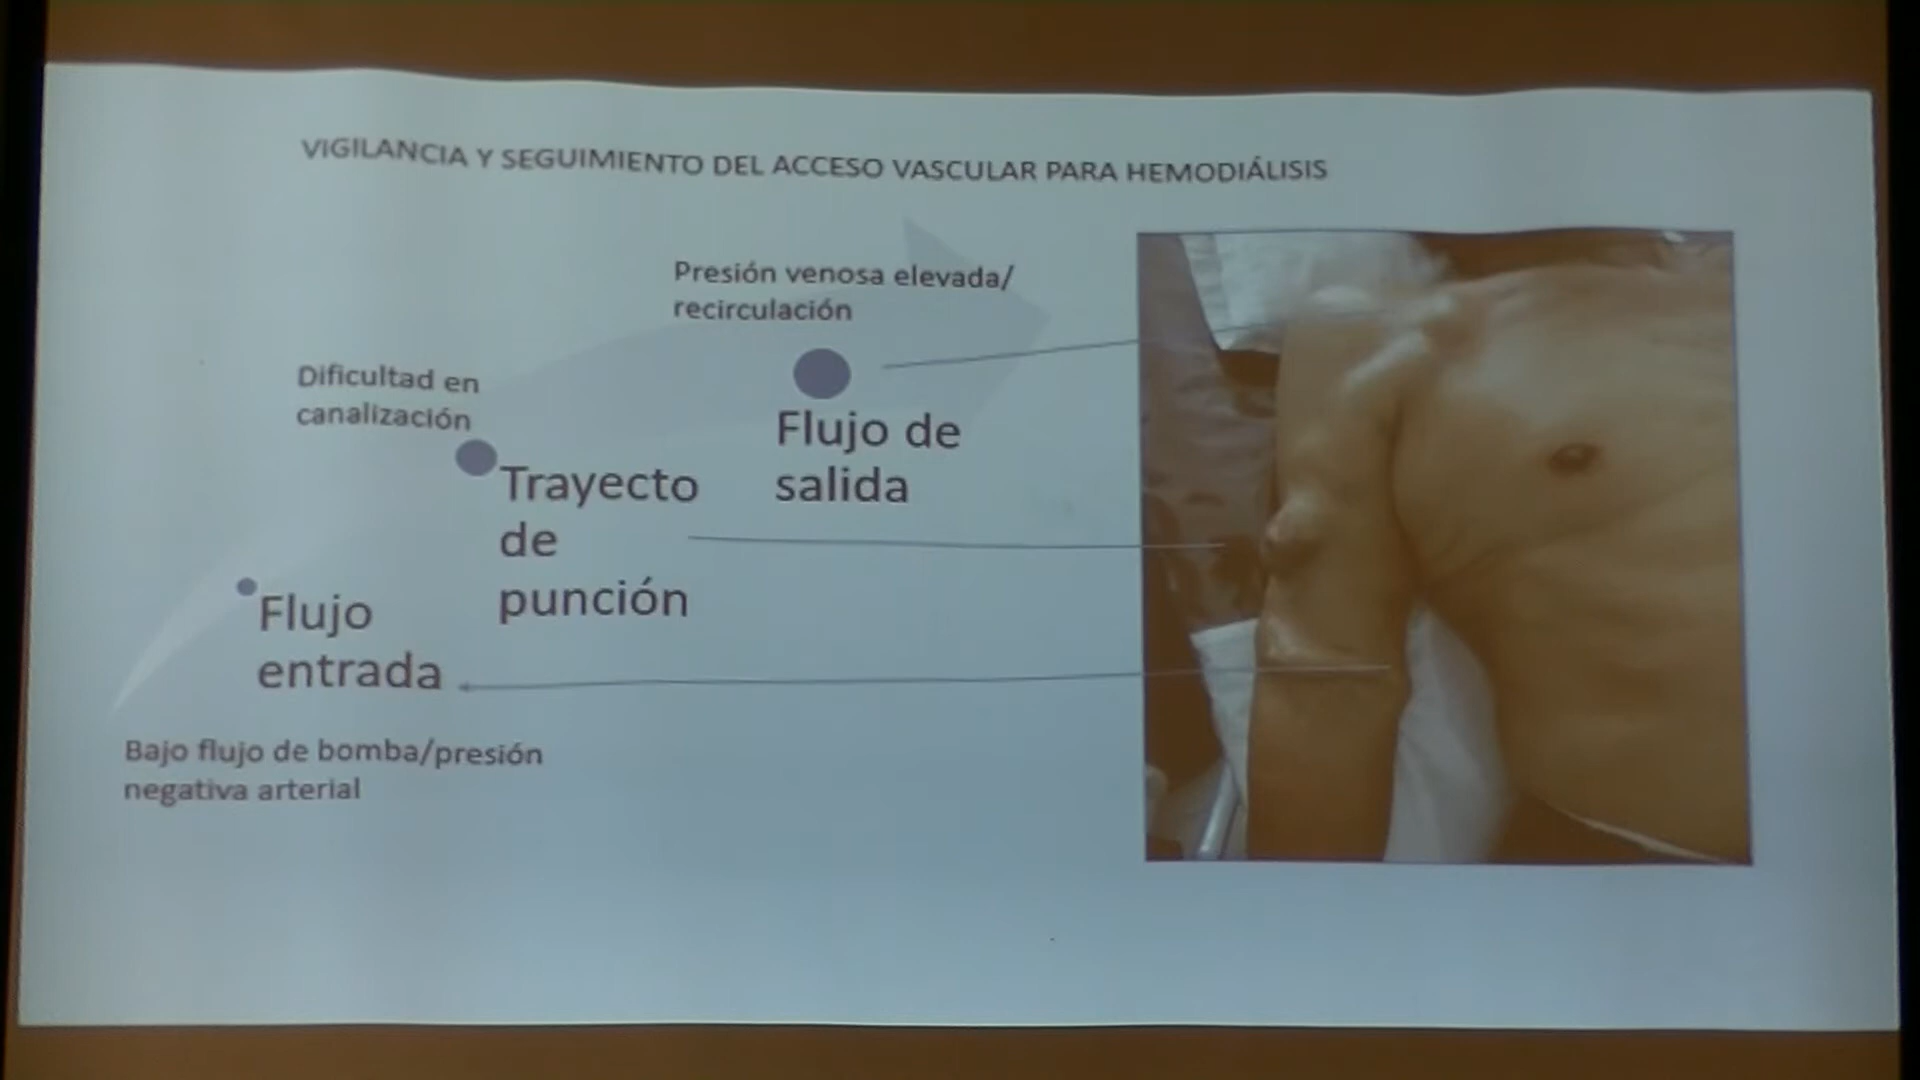 VIGILANCIA Y SEGUIMIENTO DEL ACCESO VASCULAR PARA HEMODIÁLISIS
Presión venosa elevada/
recirculación
Dificultad en
canalización
Flujo de
salida
Trayecto
de
punción
Flujo
entrada
Bajo flujo de bomba/presión
negativa arterial